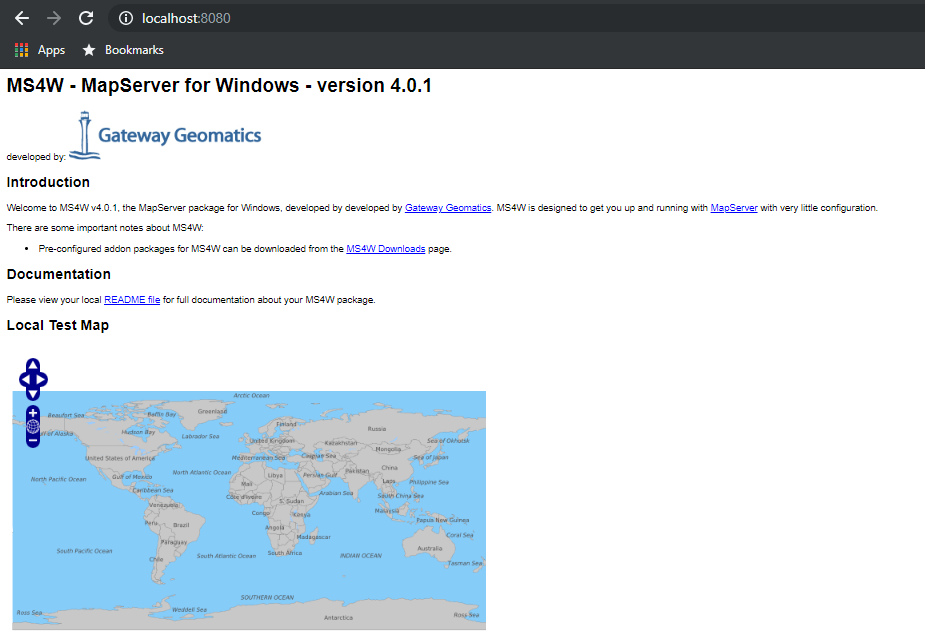 localhost:8080
Apps Bookmarks
MS4W - MapServer for Windows - version 4.0.1
developed by: Gateway Geomatics
Introduction
Welcome to MS4W v4.0.1, the MapServer package for Windows, developed by developed by Gateway Geomatics. MS4W is designed to get you up and running with MapServer with very little configuration.
There are some important notes about MS4W:
• Pre-configured addon packages for MS4W can be downloaded from the MS4W Downloads page.
Documentation
Please view your local README file for full documentation about your MS4W package.
Local Test Map
Arctic Ocean
Beaufort Sea Baffin Bay Greenland
Finland Russia
of Alaska Hudson Bay Labrador Sea United Kingdom Kazakhstan Sea of Okhotsk
Mongolia
United States of America Mediterranean Sea Caspian Sea Sea of Japan
North Atlantic Ocean Libya Persian Gulf Pakistan China
North Pacific Ocean Gulf of Mexico Mali Laos Philippine Sea
Caribbean Sea Côte d'Ivoire S. Sudan Arabian Sea South China Sea
Venezuela Congo Kenya Malaysia
Peru Brazil Angola Papua New Guinea
Paraguay Madagascar Coral Sea
South Pacific Ocean Chile South Atlantic Ocean South Africa INDIAN OCEAN Australia
Tasman Sea
SOUTHERN OCEAN
Ross Sea Weddell Sea Antarctica Ross Sea